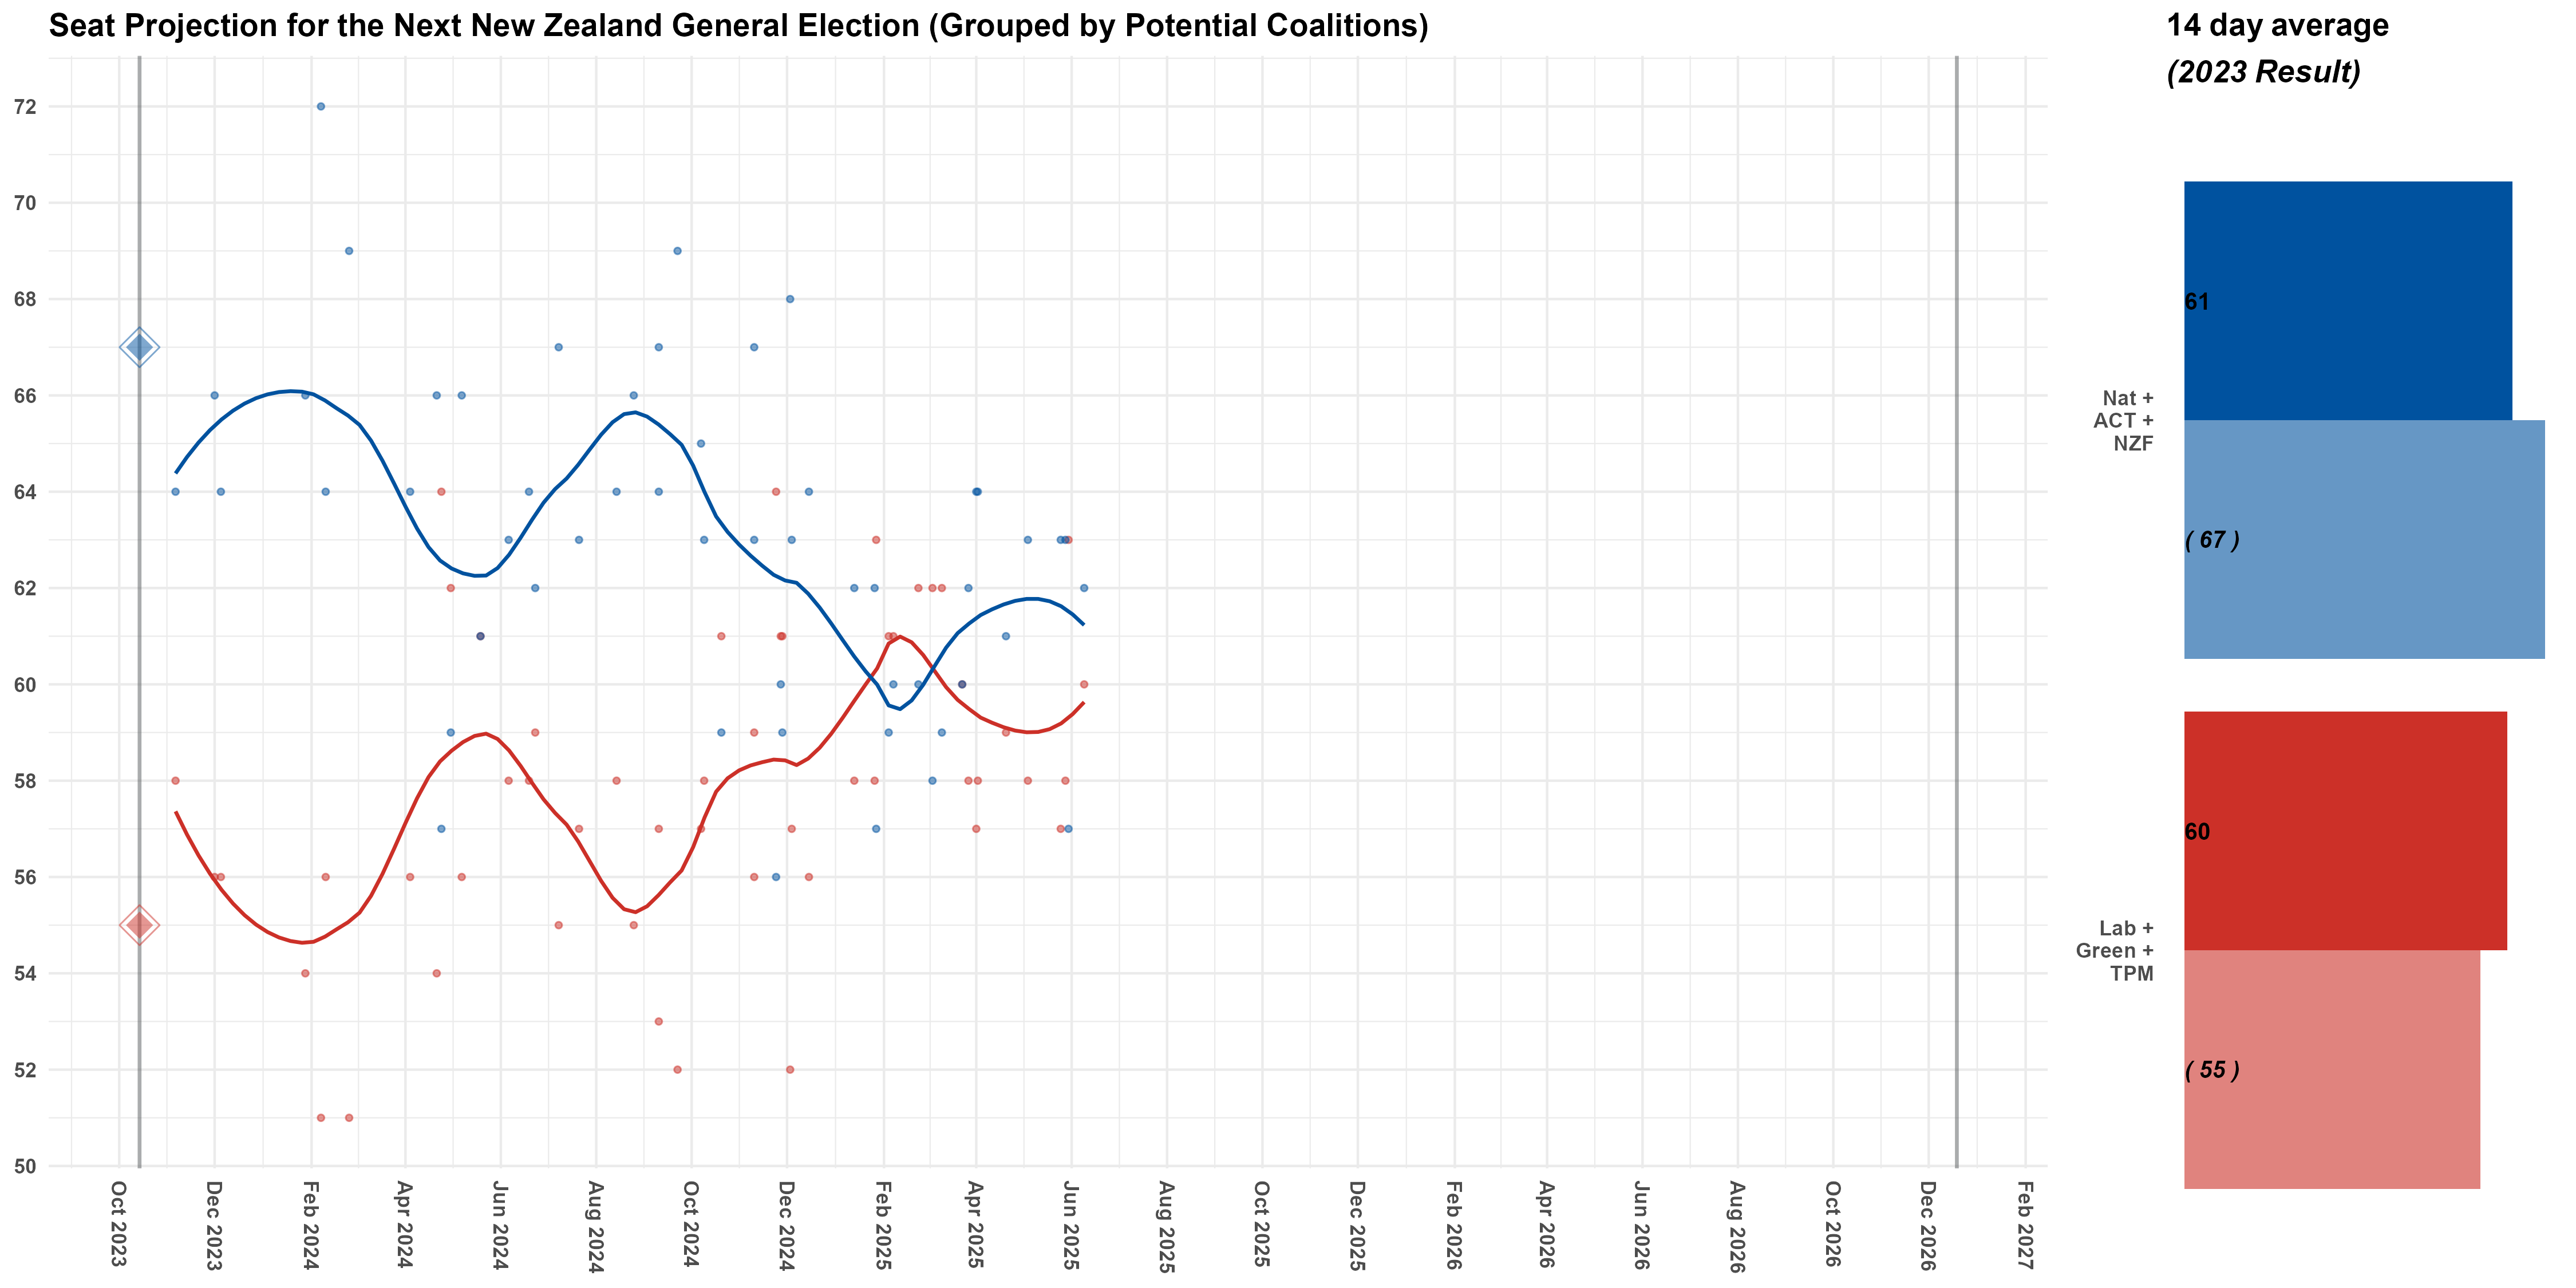 Seat Projection for the Next New Zealand General Election (Grouped by Potential Coalitions)
14 day average
(2023 Result)
72
70
68
66
64
62
60
58
56
54
52
50
Oct 2023
Dec 2023
Feb 2024
Apr 2024
Jun 2024
Aug 2024
Oct 2024
Dec 2024
Feb 2025
Apr 2025
Jun 2025
Aug 2025
Oct 2025
Dec 2025
Feb 2026
Apr 2026
Jun 2026
Aug 2026
Oct 2026
Dec 2026
Feb 2027
Nat +
ACT +
NZF
61
( 67 )
Lab +
Green +
TPM
60
( 55 )